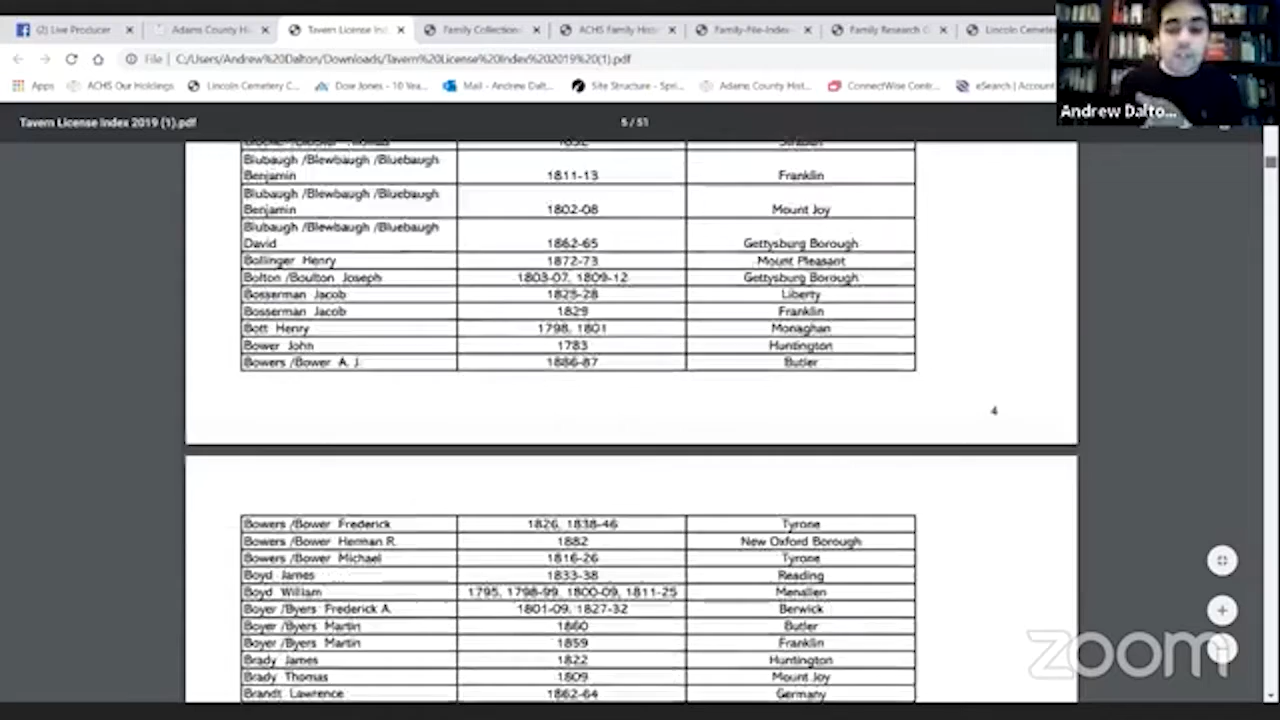 (2) Live Producer
Adams County Hi
Tavern License Ind
Family Collection
ACHS Family Hist
Family-File-Index-
Family Research G
Lincoln Cemete
File | C:/Users/Andrew%20Dalton/Downloads/Tavern%20License%20Index%202019%20(1).pdf
Apps
ACHS Our Holdings
Lincoln Cemetery C...
Dow Jones - 10 Yea...
Mail - Andrew Dalt...
Site Structure - Spri...
Adams County Hist...
ConnectWise Contr...
eSearch | Account
Andrew Dalto...
Tavern License Index 2019 (1).pdf
5 / 51
Blubaugh /Blewbaugh /Bluebaugh
Benjamin 1811-13 Franklin
Blubaugh /Blewbaugh /Bluebaugh
Benjamin 1802-08 Mount Joy
Blubaugh /Blewbaugh /Bluebaugh
David 1862-65 Gettysburg Borough
Bollinger Henry 1872-73 Mount Pleasant
Bolton /Boulton Joseph 1803-07, 1809-12 Gettysburg Borough
Bosserman Jacob 1825-28 Liberty
Bosserman Jacob 1829 Franklin
Bott Henry 1798, 1801 Monaghan
Bower John 1783 Huntington
Bowers /Bower A. J. 1886-87 Butler
4
Bowers /Bower Frederick 1826, 1838-46 Tyrone
Bowers /Bower Herman R. 1882 New Oxford Borough
Bowers /Bower Michael 1816-26 Tyrone
Boyd James 1833-38 Reading
Boyd William 1795, 1798-99, 1800-09, 1811-25 Menallen
Boyer /Byers Frederick A. 1801-09, 1827-32 Berwick
Boyer /Byers Martin 1860 Butler
Boyer /Byers Martin 1859 Franklin
Brady James 1822 Huntington
Brady Thomas 1809 Mount Joy
Brandt Lawrence 1862-64 Germany
zoom